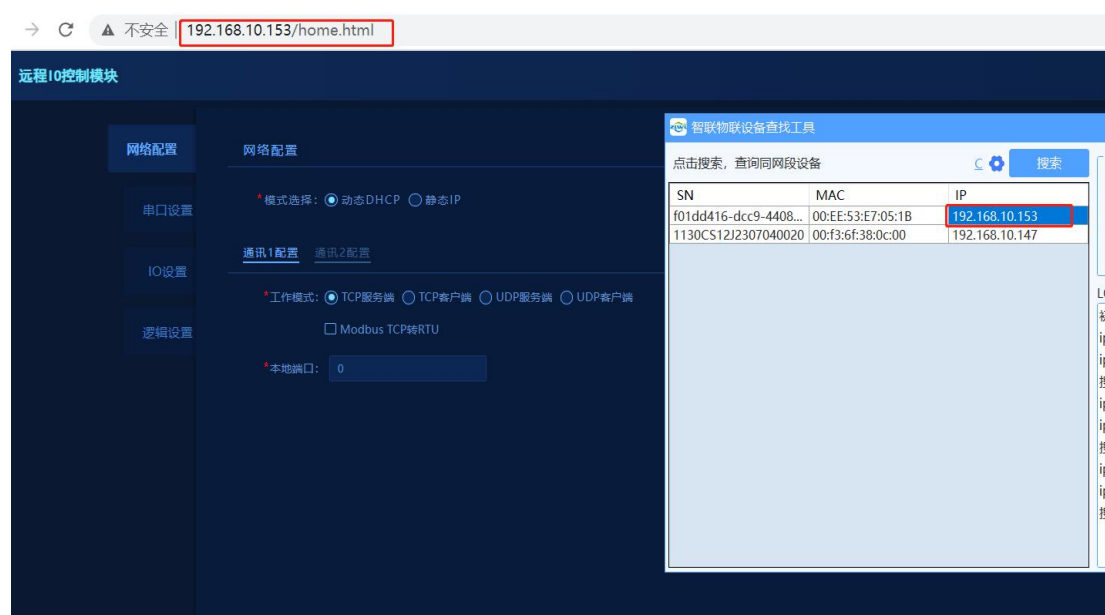 不安全 | 192.168.10.153/home.html
远程IO控制模块
网络配置
串口设置
IO设置
逻辑设置
网络配置
*模式选择: 动态DHCP 静态IP
通讯1配置 通讯2配置
*工作模式: TCP服务端 TCP客户端 UDP服务端 UDP客户端
Modbus TCP转RTU
*本地端口: 0
智联物联设备查找工具
点击搜索，查询同网段设备 C 搜索
SN MAC IP
f01dd416-dcc9-4408... 00:EE:53:E7:05:1B 192.168.10.153
1130CS12J2307040020 00:f3:6f:38:0c:00 192.168.10.147